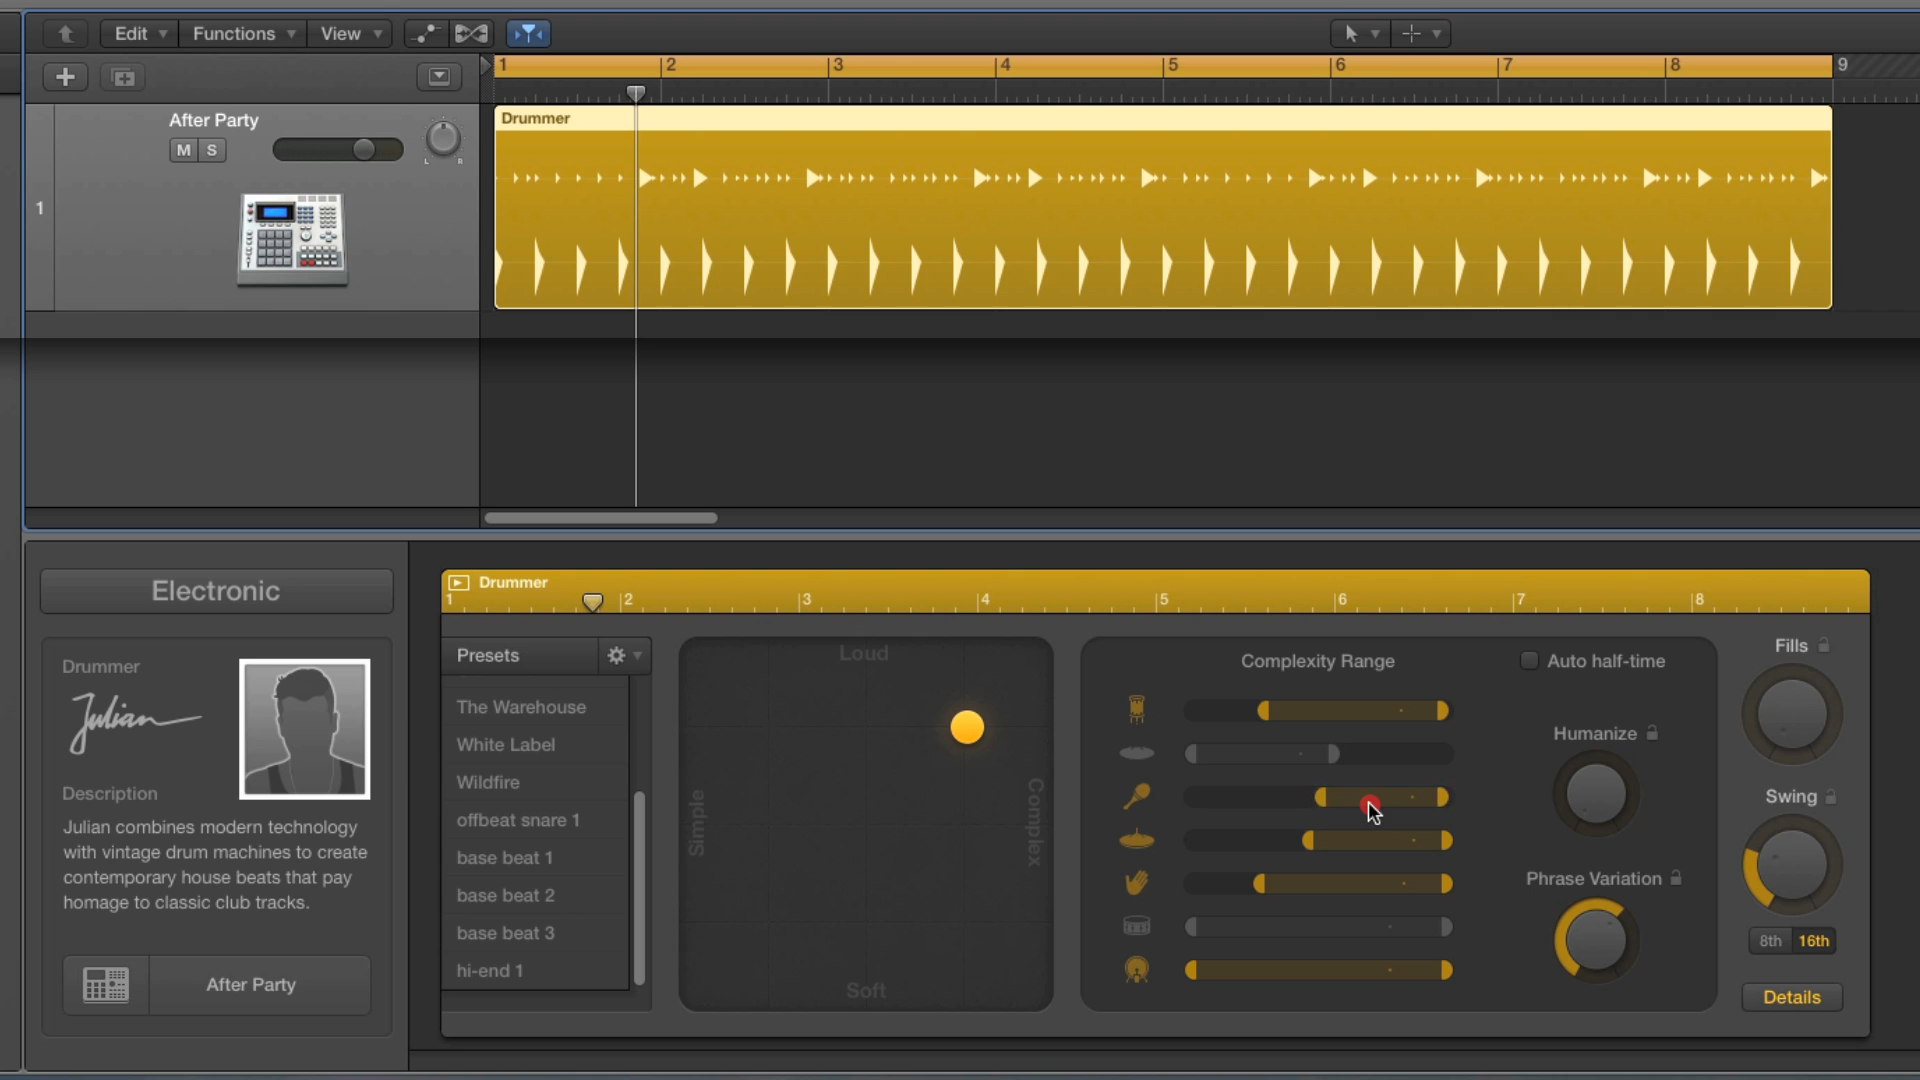 Edit Functions View
1 2 3 4 5 6 7 8 9
After Party
M S
L R
1
Drummer
Electronic
Drummer
Julian
Description
Julian combines modern technology
with vintage drum machines to create
contemporary house beats that pay
homage to classic club tracks.
After Party
Drummer
1 2 3 4 5 6 7 8
Presets
The Warehouse
White Label
Wildfire
offbeat snare 1
base beat 1
base beat 2
base beat 3
hi-end 1
Loud
Simple
Complex
Soft
Complexity Range
Auto half-time
Humanize
Phrase Variation
Fills
Swing
8th 16th
Details